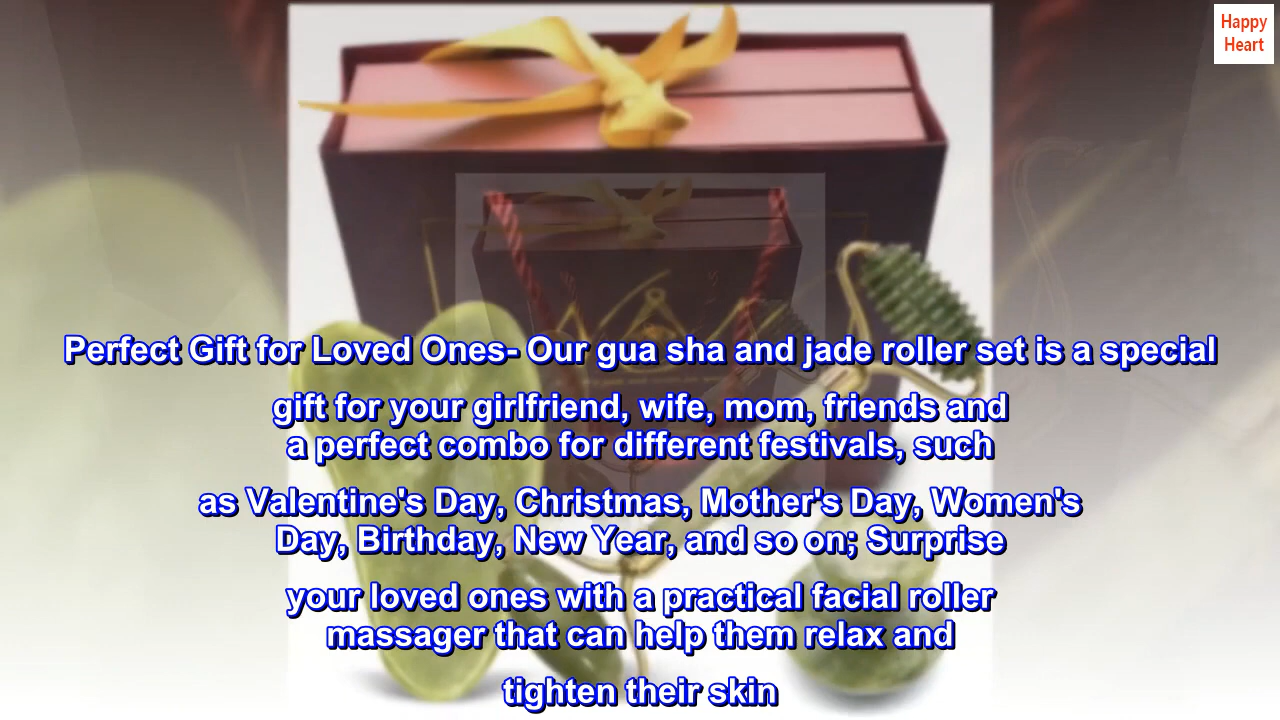 Happy
Heart
Perfect Gift for Loved Ones- Our gua sha and jade roller set is a special
gift for your girlfriend, wife, mom, friends and
a perfect combo for different festivals, such
as Valentine's Day, Christmas, Mother's Day, Women's
Day, Birthday, New Year, and so on; Surprise
your loved ones with a practical facial roller
massager that can help them relax and
tighten their skin